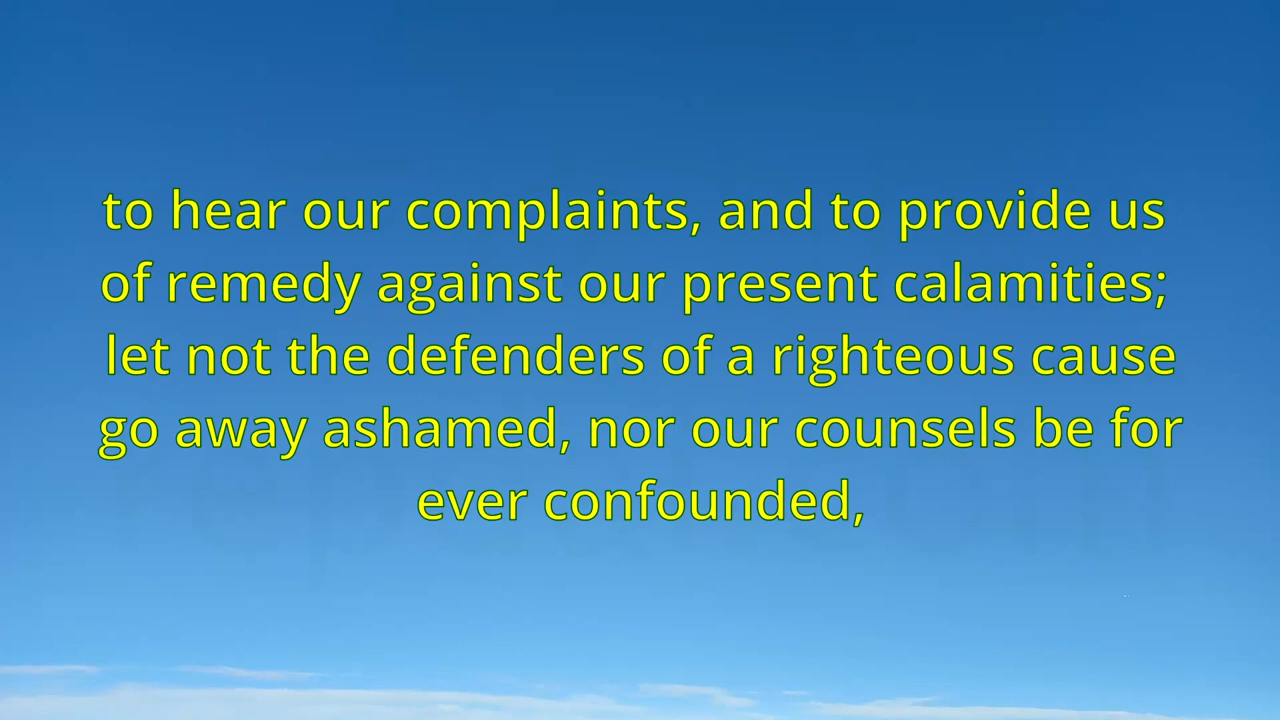 to hear our complaints, and to provide us
of remedy against our present calamities;
let not the defenders of a righteous cause
go away ashamed, nor our counsels be for
ever confounded,